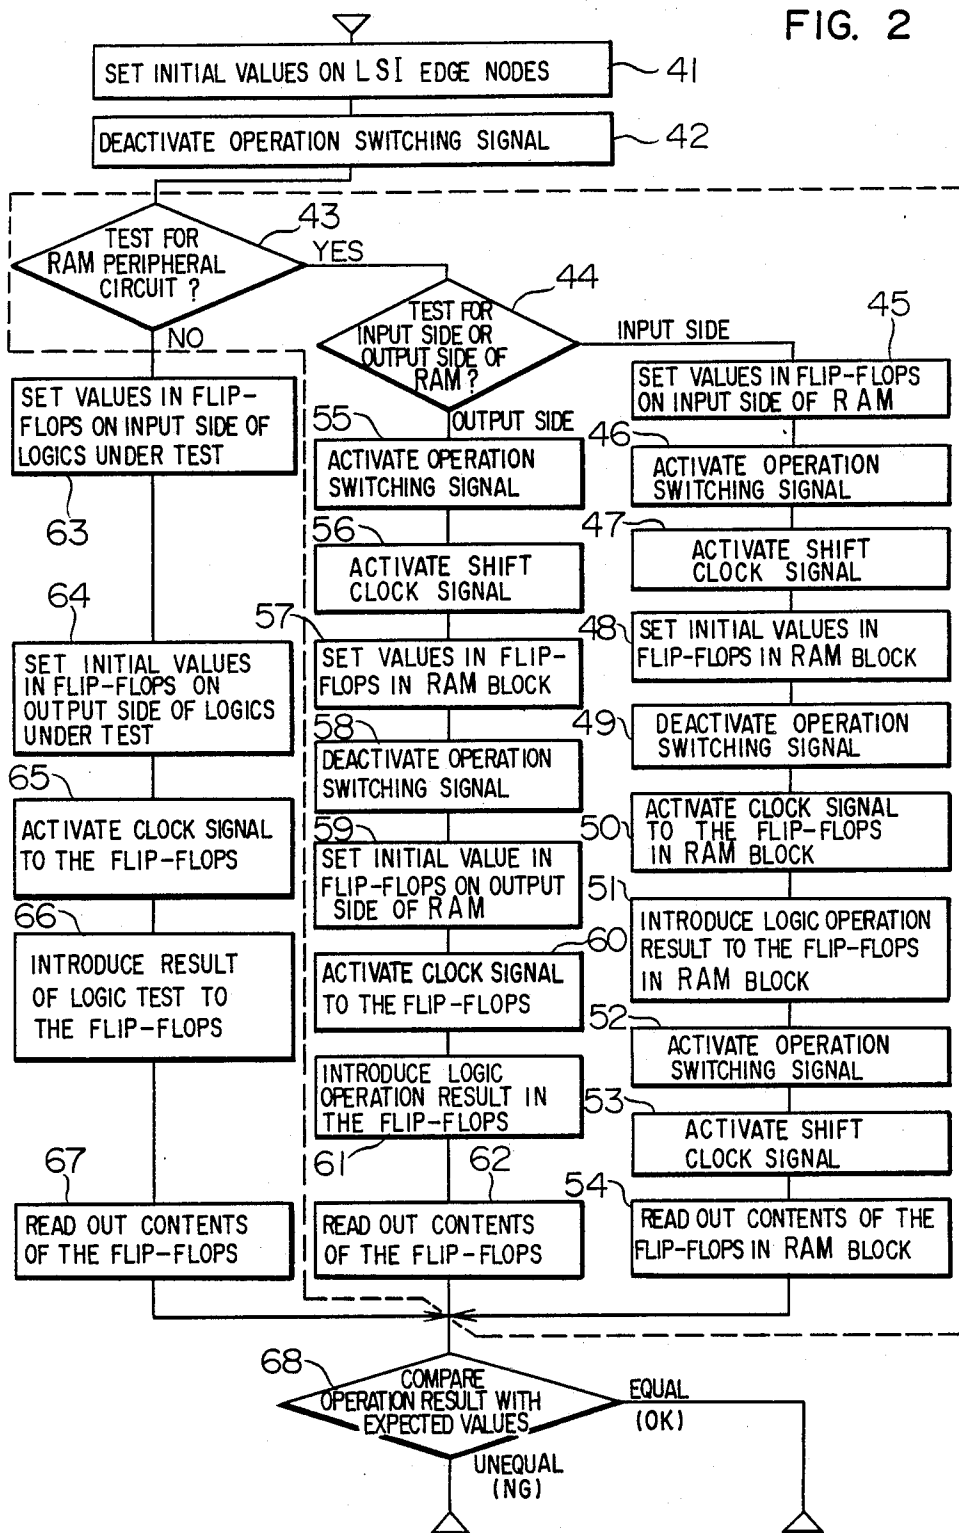 FIG. 2
SET INITIAL VALUES ON LSI EDGE NODES
41
DEACTIVATE OPERATION SWITCHING SIGNAL
42
43
TEST FOR
RAM PERIPHERAL
CIRCUIT ?
YES
NO
44
TEST FOR
INPUT SIDE OR
OUTPUT SIDE OF
RAM ?
INPUT SIDE
OUTPUT SIDE
45
SET VALUES IN FLIP-FLOPS
ON INPUT SIDE OF RAM
46
ACTIVATE OPERATION
SWITCHING SIGNAL
47
ACTIVATE SHIFT
CLOCK SIGNAL
48
SET INITIAL VALUES IN
FLIP-FLOPS IN RAM BLOCK
49
DEACTIVATE OPERATION
SWITCHING SIGNAL
50
ACTIVATE CLOCK SIGNAL
TO THE FLIP-FLOPS
IN RAM BLOCK
51
INTRODUCE LOGIC OPERATION
RESULT TO THE FLIP-FLOPS
IN RAM BLOCK
52
ACTIVATE OPERATION
SWITCHING SIGNAL
53
ACTIVATE SHIFT
CLOCK SIGNAL
54
READ OUT CONTENTS OF THE
FLIP-FLOPS IN RAM BLOCK
55
ACTIVATE OPERATION
SWITCHING SIGNAL
56
ACTIVATE SHIFT
CLOCK SIGNAL
57
SET VALUES IN FLIP-
FLOPS IN RAM BLOCK
58
DEACTIVATE OPERATION
SWITCHING SIGNAL
59
SET INITIAL VALUE IN
FLIP-FLOPS ON OUTPUT
SIDE OF RAM
60
ACTIVATE CLOCK SIGNAL
TO THE FLIP-FLOPS
INTRODUCE LOGIC
OPERATION RESULT IN
THE FLIP-FLOPS
61
62
READ OUT CONTENTS
OF THE FLIP-FLOPS
SET VALUES IN FLIP-
FLOPS ON INPUT SIDE OF
LOGICS UNDER TEST
63
64
SET INITIAL VALUES
IN FLIP-FLOPS ON
OUTPUT SIDE OF LOGICS
UNDER TEST
65
ACTIVATE CLOCK SIGNAL
TO THE FLIP-FLOPS
66
INTRODUCE RESULT
OF LOGIC TEST TO
THE FLIP-FLOPS
67
READ OUT CONTENTS
OF THE FLIP-FLOPS
68
COMPARE
OPERATION RESULT WITH
EXPECTED VALUES
EQUAL
(OK)
UNEQUAL
(NG)